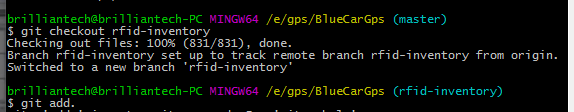 brilliantech@brilliantech-PC MINGW64 /e/gps/BlueCarGps (master)
$ git checkout rfid-inventory
Checking out files: 100% (831/831), done.
Branch rfid-inventory set up to track remote branch rfid-inventory from origin.
Switched to a new branch 'rfid-inventory'
brilliantech@brilliantech-PC MINGW64 /e/gps/BlueCarGps (rfid-inventory)
$ git add.